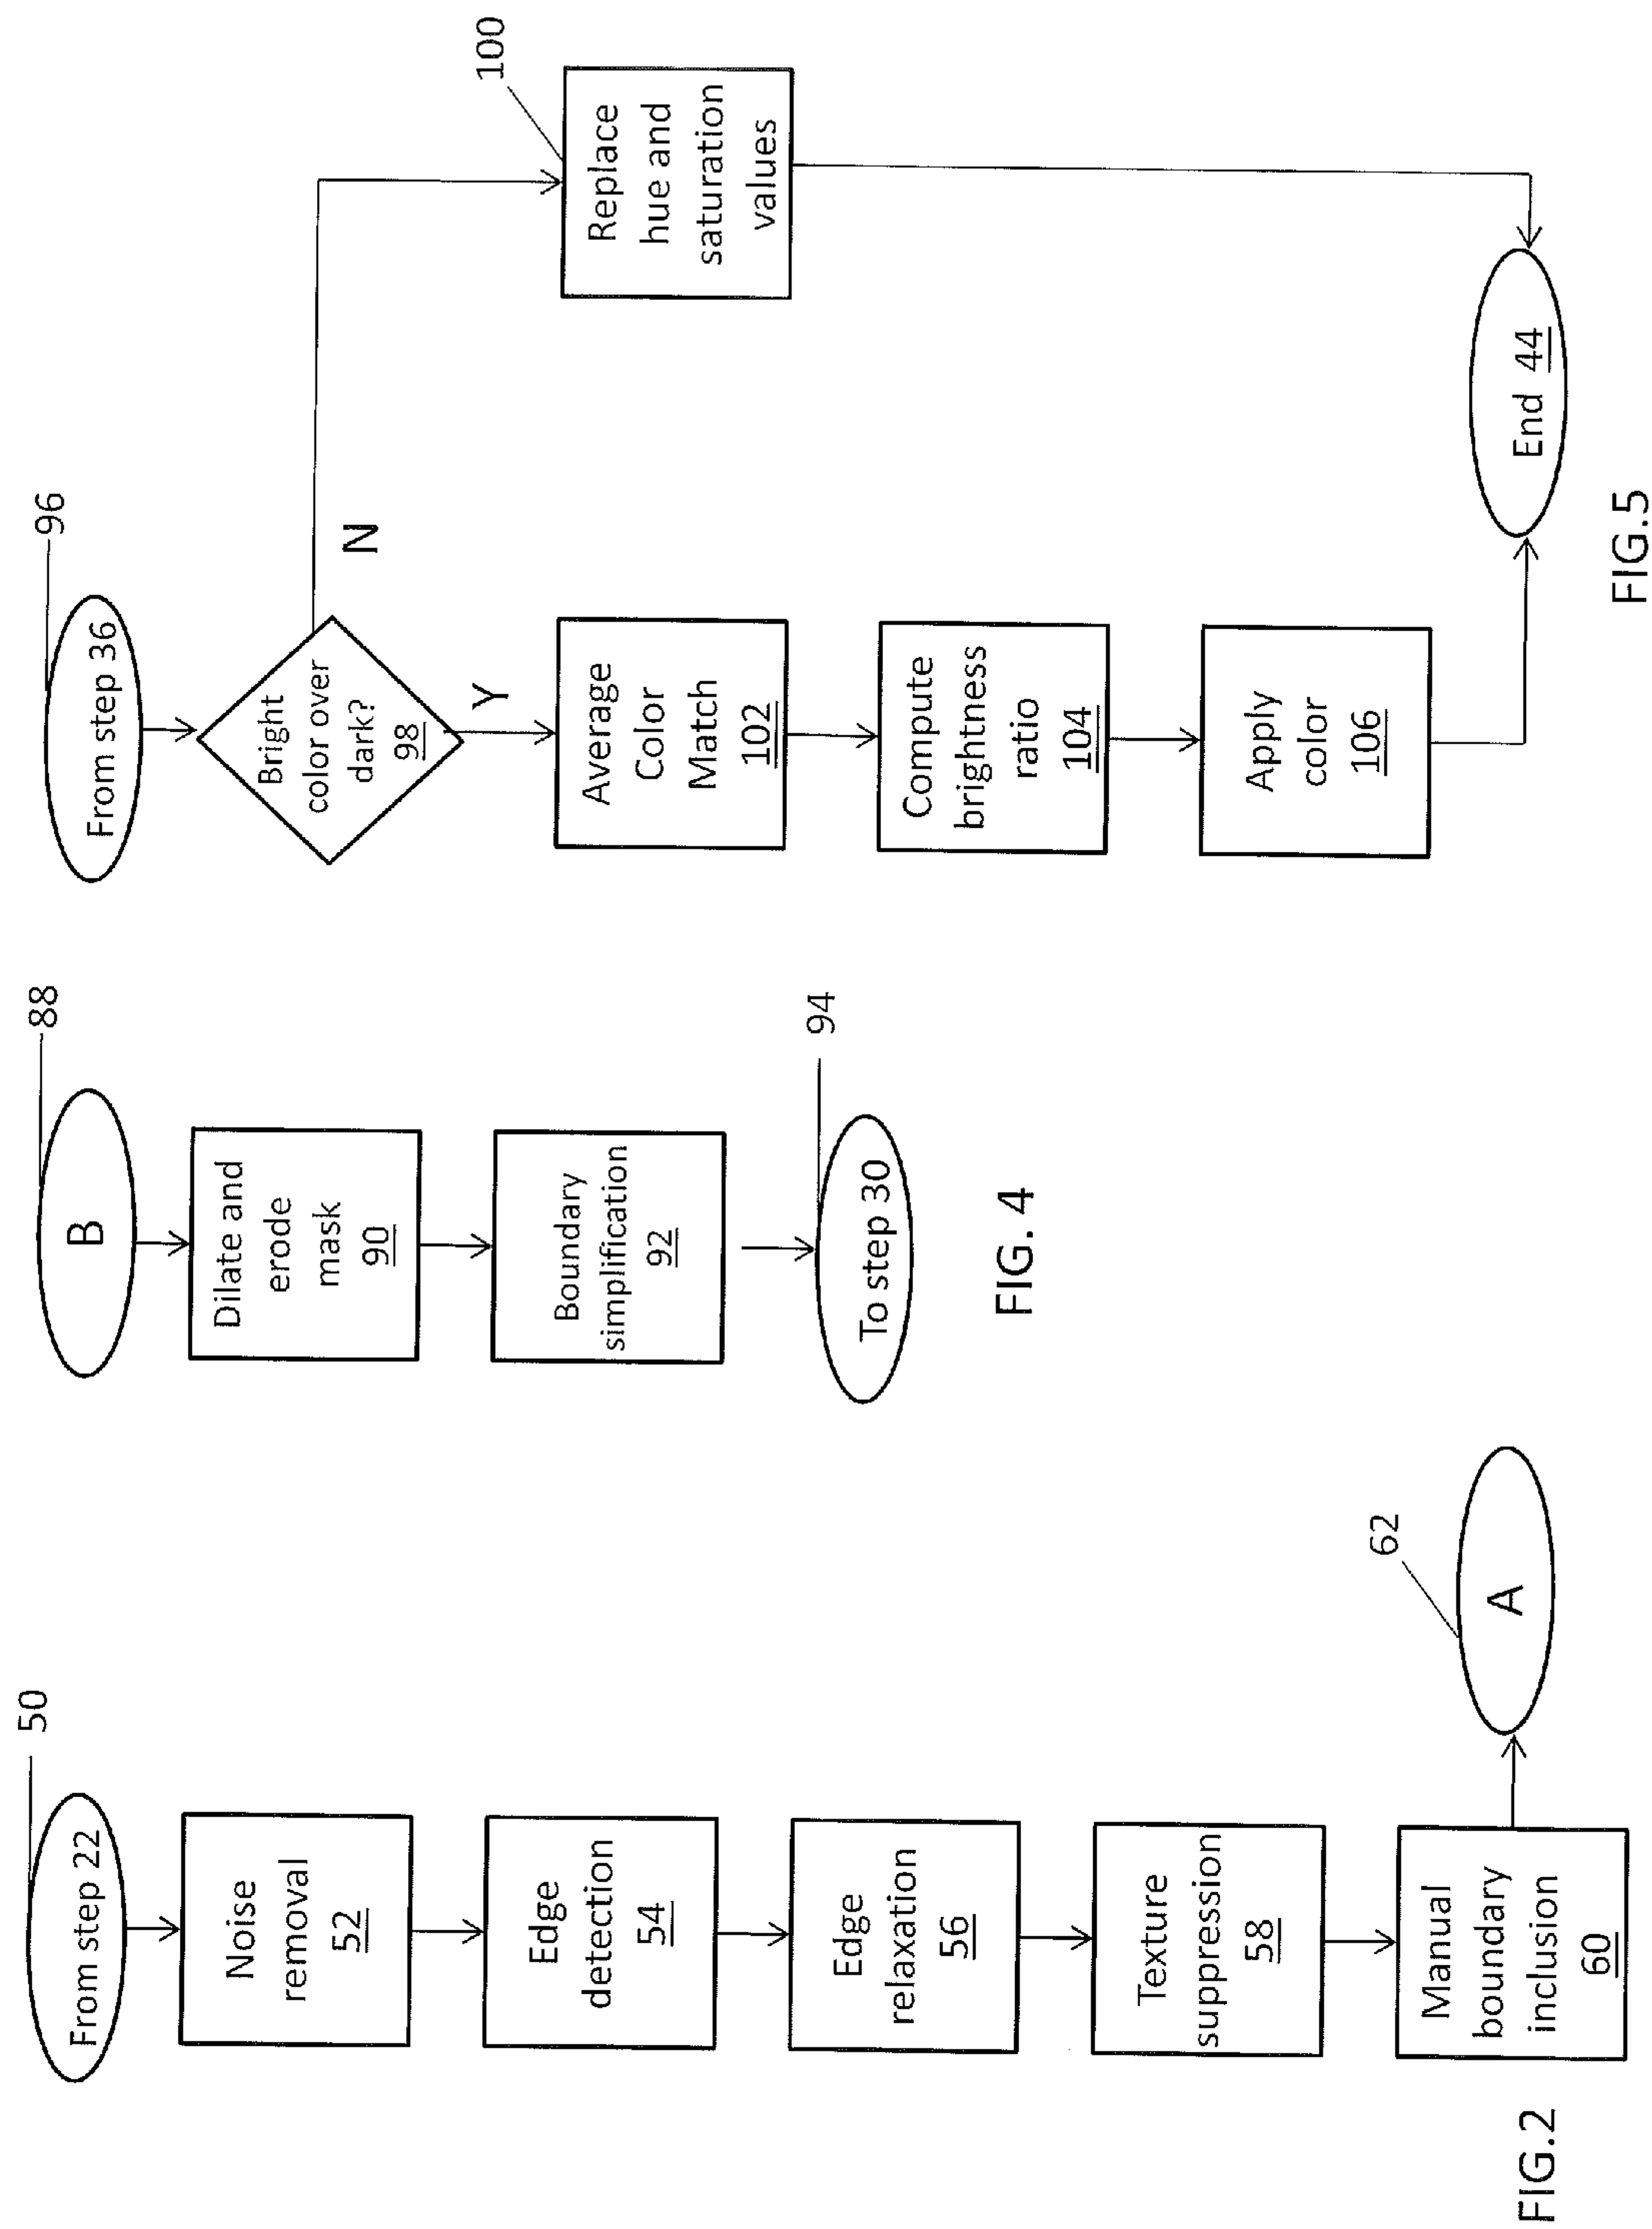 50
From step 22
Noise
removal
52
Edge
detection
54
Edge
relaxation
56
Texture
suppression
58
Manual
boundary
inclusion
60
62
A
FIG.2
88
B
Dilate and
erode
mask
90
Boundary
simplification
92
94
To step 30
FIG. 4
96
From step 36
Bright
color over
dark?
98
N
Y
100
Replace
hue and
saturation
values
Average
Color
Match
102
Compute
brightness
ratio
104
Apply
color
106
End 44
FIG.5